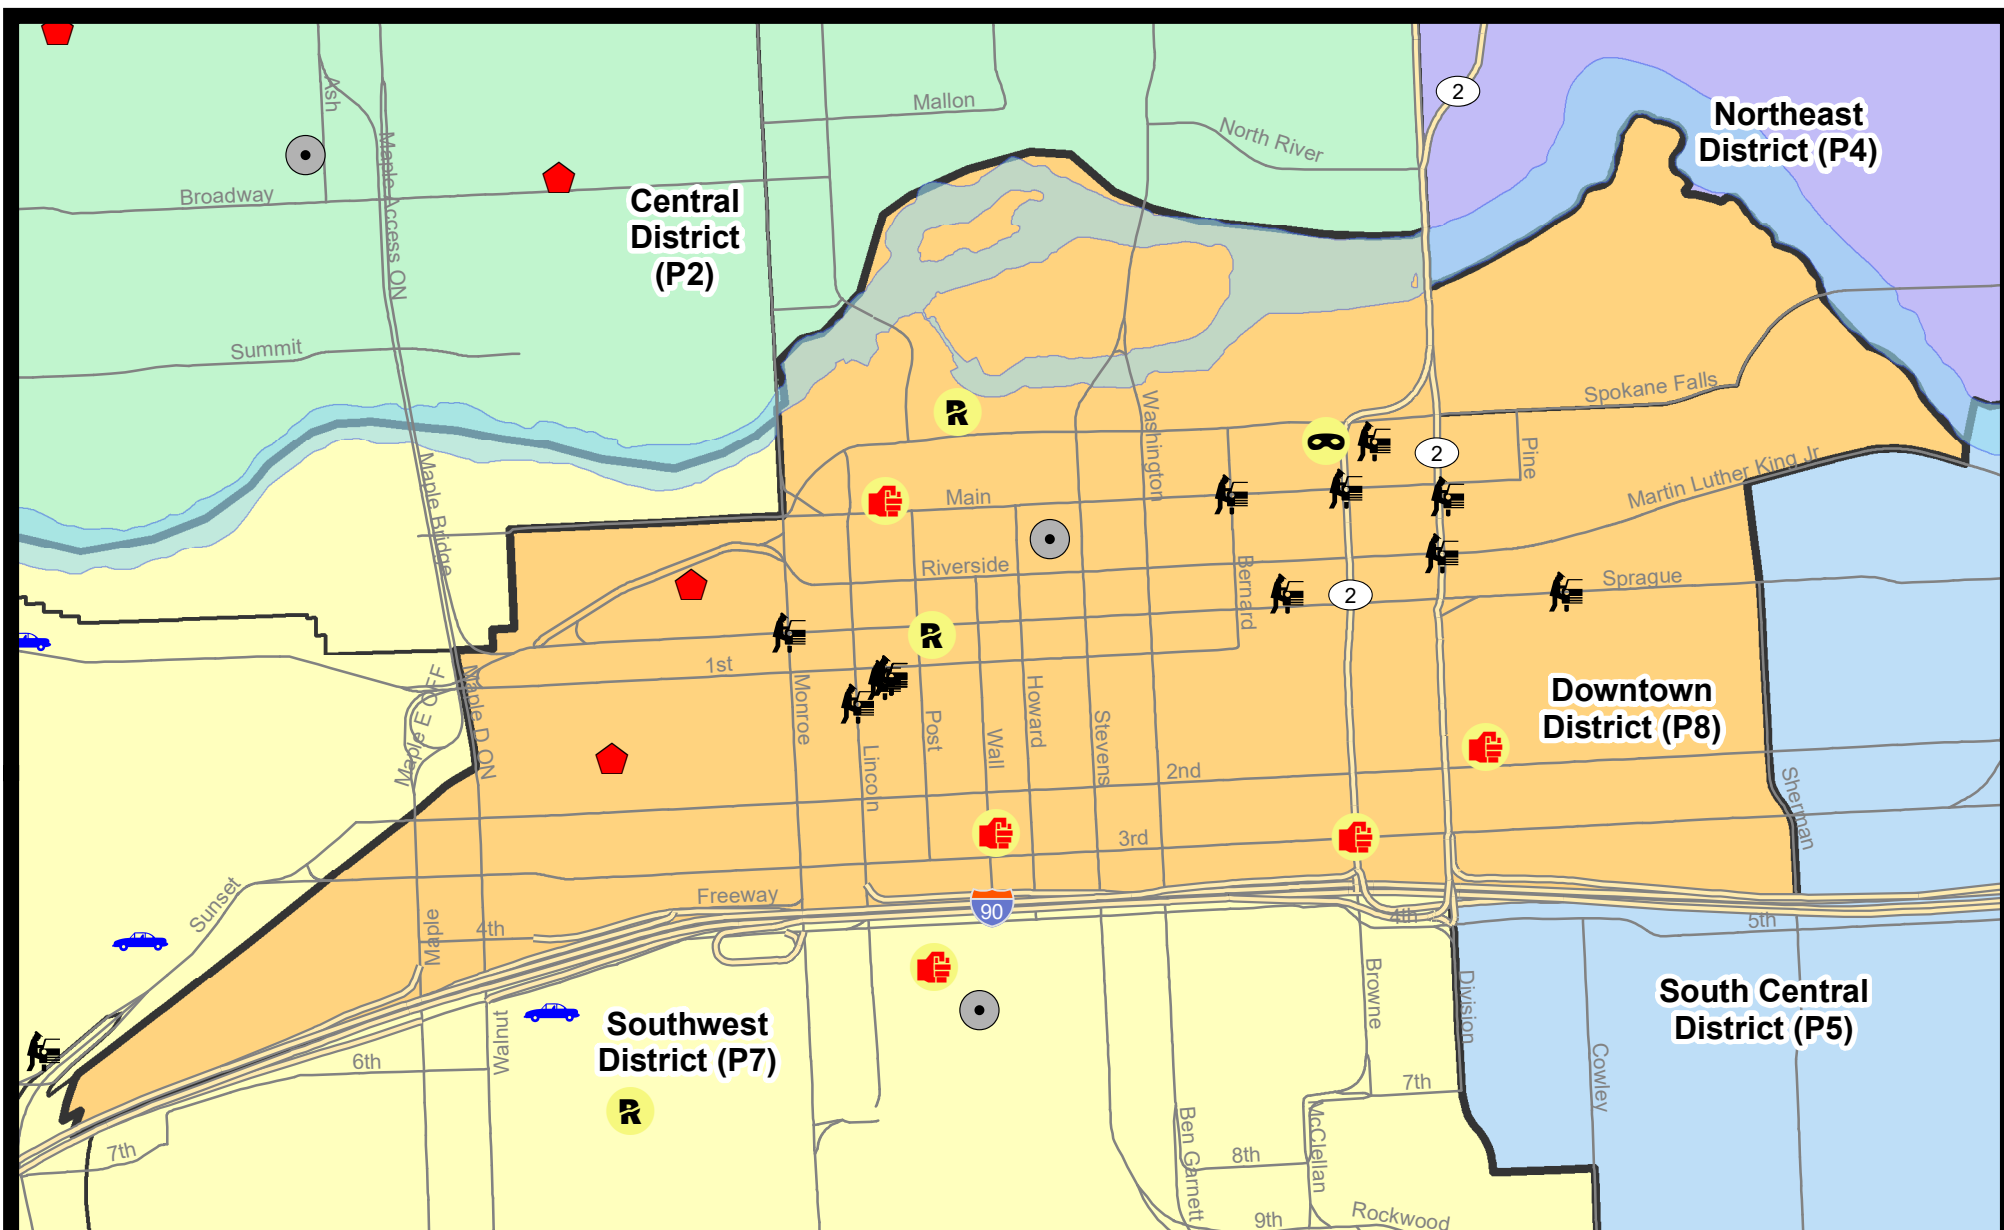 2
Northeast
District (P4)
Mallon
Ash
North River
Maple Access ON
Broadway
Central
District
(P2)
Summit
Spokane Falls
Washington
2
Pine
Maple Bridge
Main
Martin Luther King Jr
Riverside
Bernard
2
Sprague
1st
Maple E OFF
Maple D ON
Monroe
Howard
Downtown
District (P8)
Post
Wall
Stevens
Lincoln
2nd
Sherman
3rd
Sunset
Freeway
90
Maple
4th
4th
5th
Browne
Division
South Central
District (P5)
Southwest
District (P7)
Walnut
6th
Cowley
7th
R
R
R
7th
Ben Garnett
McClellan
8th
9th
Rockwood